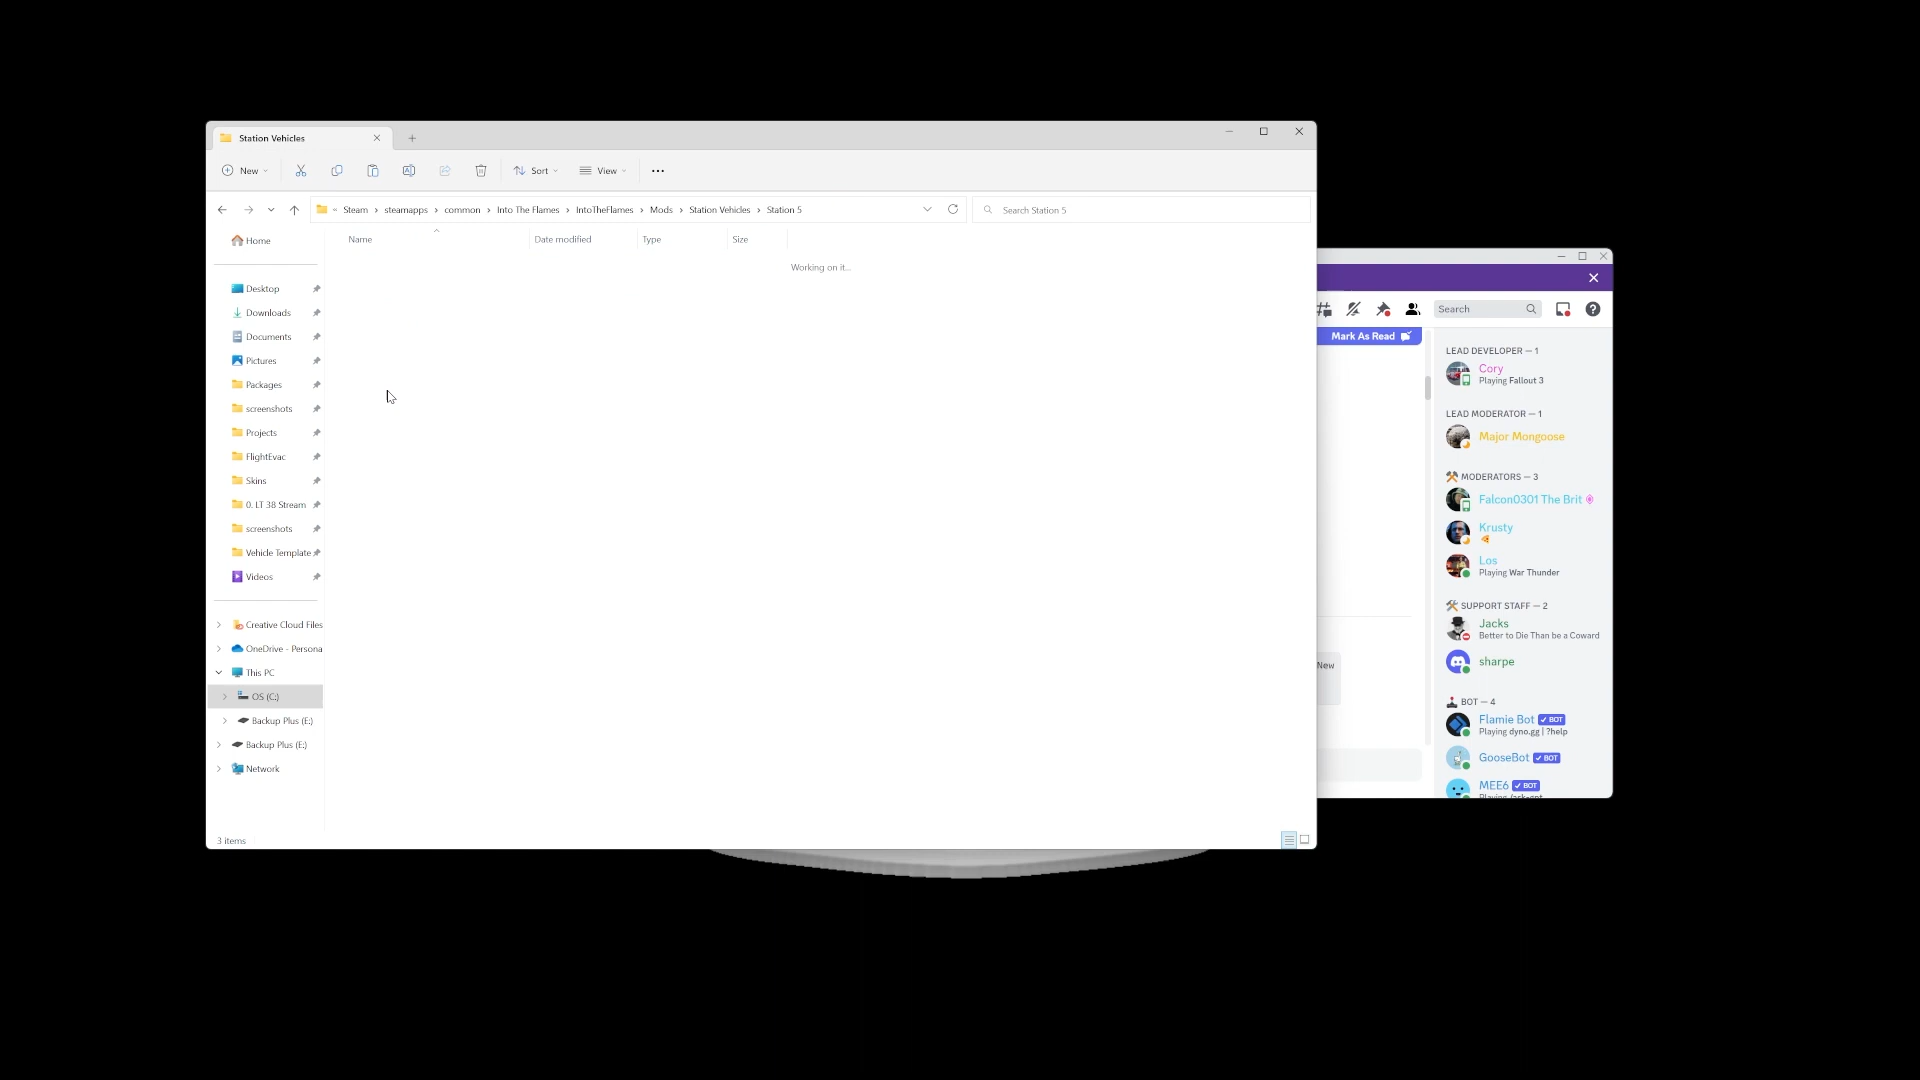 Station Vehicles
New
Sort
View
« Steam › steamapps › common › Into The Flames › IntoTheFlames › Mods › Station Vehicles › Station 5
Search Station 5
Name
Date modified
Type
Size
Working on it...
Home
Desktop
Downloads
Documents
Pictures
Packages
screenshots
Projects
FlightEvac
Skins
0. LT 38 Stream
screenshots
Vehicle Template
Videos
Creative Cloud Files
OneDrive - Persona
This PC
OS (C:)
Backup Plus (E:)
Backup Plus (E:)
Network
3 items
Search
Mark As Read
New
LEAD DEVELOPER — 1
Cory
Playing Fallout 3
LEAD MODERATOR — 1
Major Mongoose
MODERATORS — 3
Falcon0301 The Brit
Krusty
Los
Playing War Thunder
SUPPORT STAFF — 2
Jacks
Better to Die Than be a Coward
sharpe
BOT — 4
Flamie Bot ✓ BOT
Playing dyno.gg | ?help
GooseBot ✓ BOT
MEE6 ✓ BOT
Playing /ask-gpt